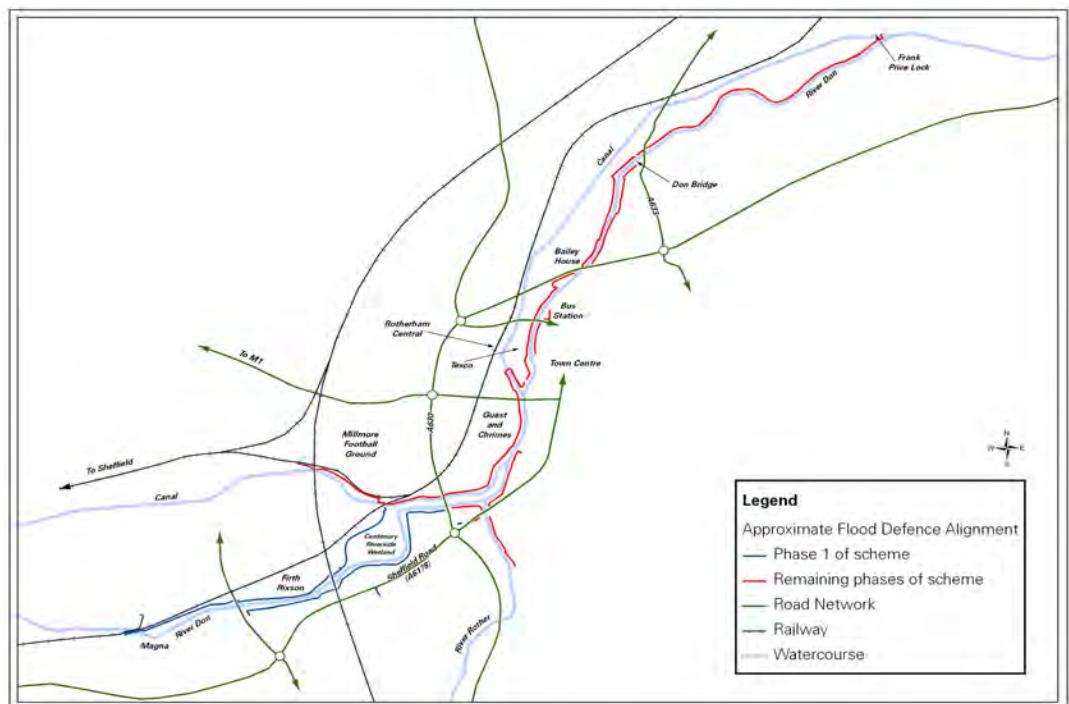 Frank
Price Lock
River Don
Canal
Don Bridge
A633
Bailey
House
Bus
Station
Rotherham
Central
Tesco
Town Centre
To M1
Guest
and
Chrimes
A630
Millmore
Football
Ground
To Sheffield
Canal
N
W E
S
Centenary
Riverside
Wetland
Sheffield Road
(A6178)
Firth
Rixson
River Don
Magna
River Rother
Legend
Approximate Flood Defence Alignment
Phase 1 of scheme
Remaining phases of scheme
Road Network
Railway
Watercourse